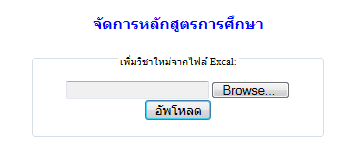 จัดการหลักสูตรการศึกษา
เพิ่มวิชาใหม่จากไฟล์ Excal:
Browse...
อัพโหลด